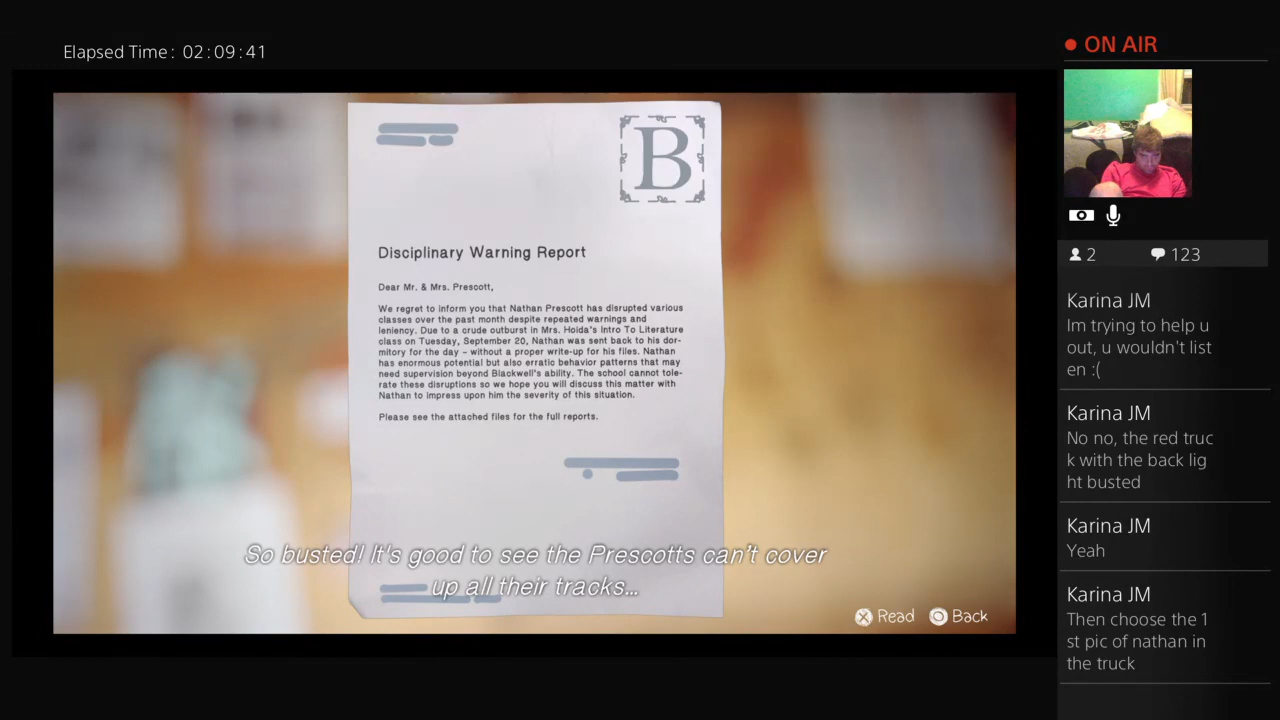 Elapsed Time: 02:09:41
ON AIR
B
Disciplinary Warning Report
Dear Mr. & Mrs. Prescott,
We regret to inform you that Nathan Prescott has disrupted various
classes over the past month despite repeated warnings and
leniency. Due to a crude outburst in Mrs. Hoida's Intro To Literature
class on Tuesday, September 20, Nathan was sent back to his dor-
mitory for the day – without a proper write-up for his files. Nathan
has enormous potential but also erratic behavior patterns that may
need supervision beyond Blackwell's ability. The school cannot tole-
rate these disruptions so we hope you will discuss this matter with
Nathan to impress upon him the severity of this situation.
Please see the attached files for the full reports.
So busted! It's good to see the Prescotts can't cover
up all their tracks...
Read Back
2 123
Karina JM
Im trying to help u
out, u wouldn't list
en :(
Karina JM
No no, the red truc
k with the back lig
ht busted
Karina JM
Yeah
Karina JM
Then choose the 1
st pic of nathan in
the truck